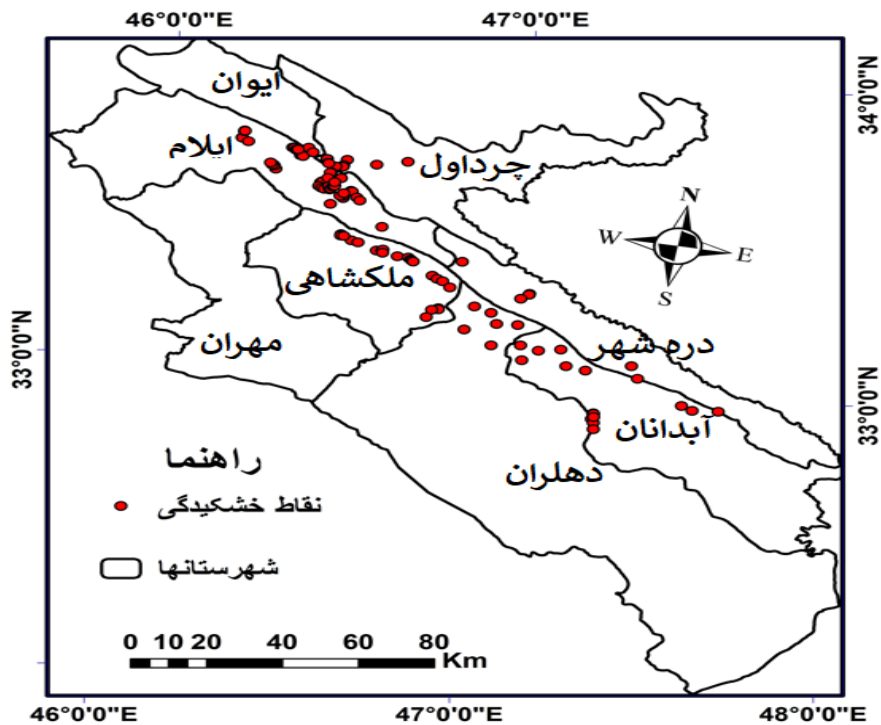 46°0'0"E 47°0'0"E
34°0'0"N
ایوان
ایلام
چرداول
N
W E
S
ملکشاهی
مهران
دره شهر
33°0'0"N
33°0'0"N
آبدانان
دهلران
راهنما
نقاط خشکیدگی
شهرستانها
0 10 20 40 60 80
Km
46°0'0"E 47°0'0"E 48°0'0"E